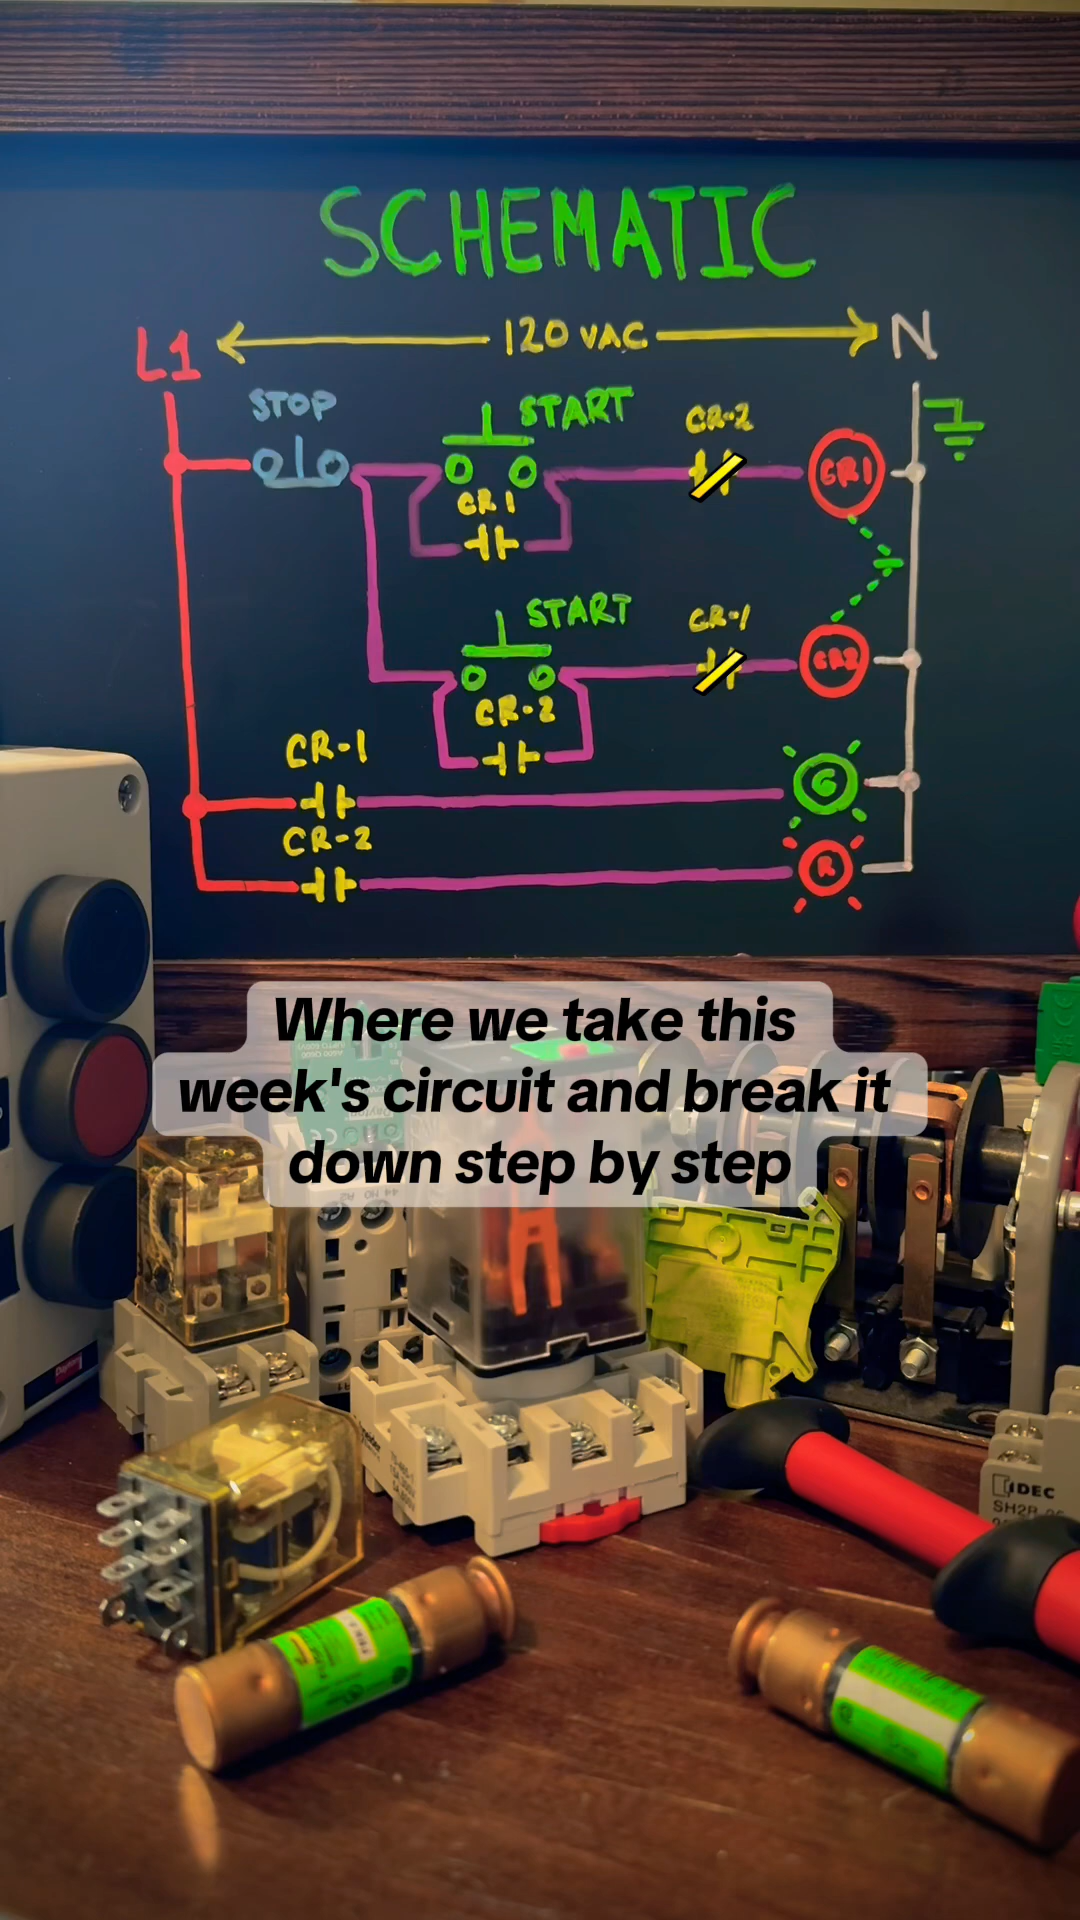 SCHEMATIC
L1
120 VAC
N
STOP
START
CR-2
CR1
CR1
START
CR-1
CR2
CR-2
CR-1
G
CR-2
R
Where we take this
week's circuit and break it
down step by step
Dayton
IDEC